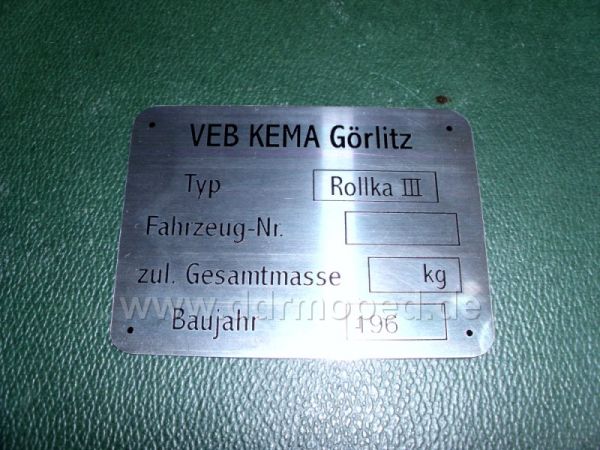 VEB KEMA Görlitz
Typ Rollka III
Fahrzeug-Nr.
zul. Gesamtmasse kg
www.ddrmoped.de
Baujahr 196